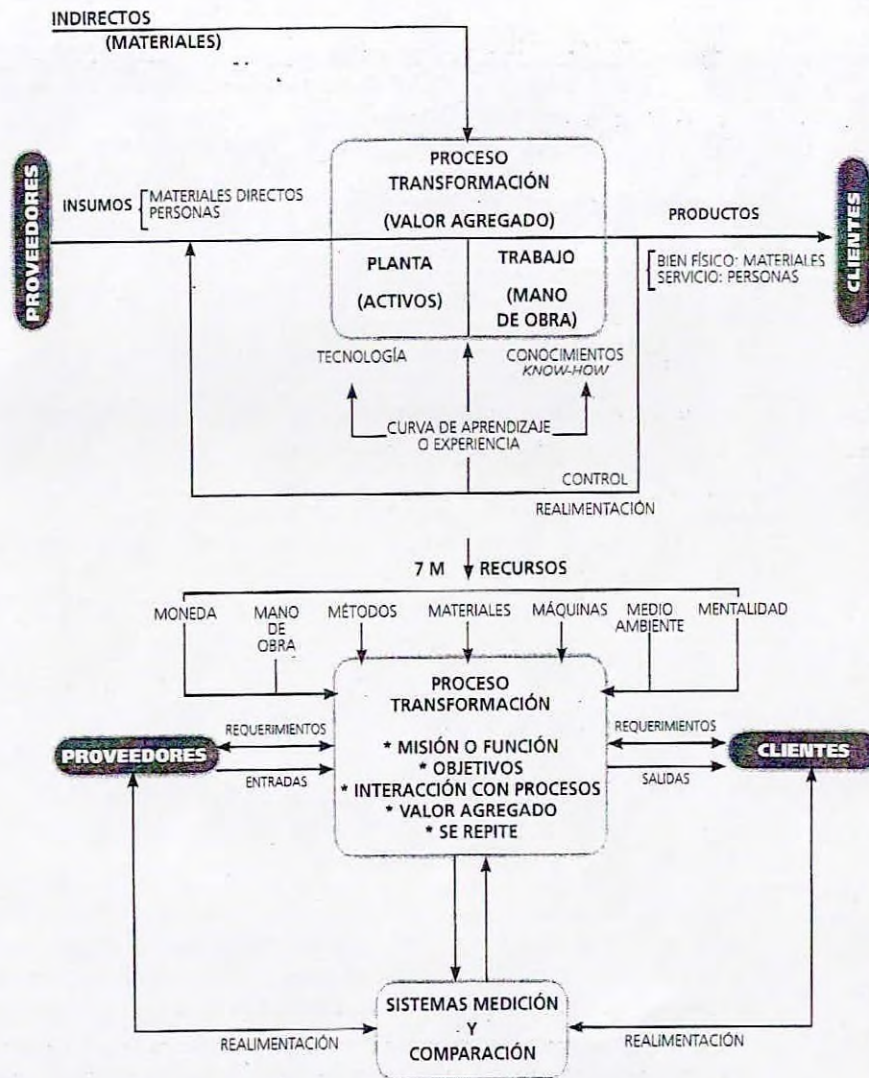 INDIRECTOS
(MATERIALES)
PROVEEDORES
INSUMOS
MATERIALES DIRECTOS
PERSONAS
PROCESO
TRANSFORMACIÓN
(VALOR AGREGADO)
PLANTA
(ACTIVOS)
TRABAJO
(MANO
DE OBRA)
PRODUCTOS
BIEN FÍSICO: MATERIALES
SERVICIO: PERSONAS
CLIENTES
TECNOLOGÍA
CONOCIMIENTOS
KNOW-HOW
CURVA DE APRENDIZAJE
O EXPERIENCIA
CONTROL
REALIMENTACIÓN
7 M RECURSOS
MONEDA
MANO
DE
OBRA
MÉTODOS
MATERIALES
MÁQUINAS
MEDIO
AMBIENTE
MENTALIDAD
PROCESO
TRANSFORMACIÓN
* MISIÓN O FUNCIÓN
* OBJETIVOS
* INTERACCIÓN CON PROCESOS
* VALOR AGREGADO
* SE REPITE
PROVEEDORES
REQUERIMIENTOS
ENTRADAS
REQUERIMIENTOS
SALIDAS
CLIENTES
SISTEMAS MEDICIÓN
Y
COMPARACIÓN
REALIMENTACIÓN
REALIMENTACIÓN